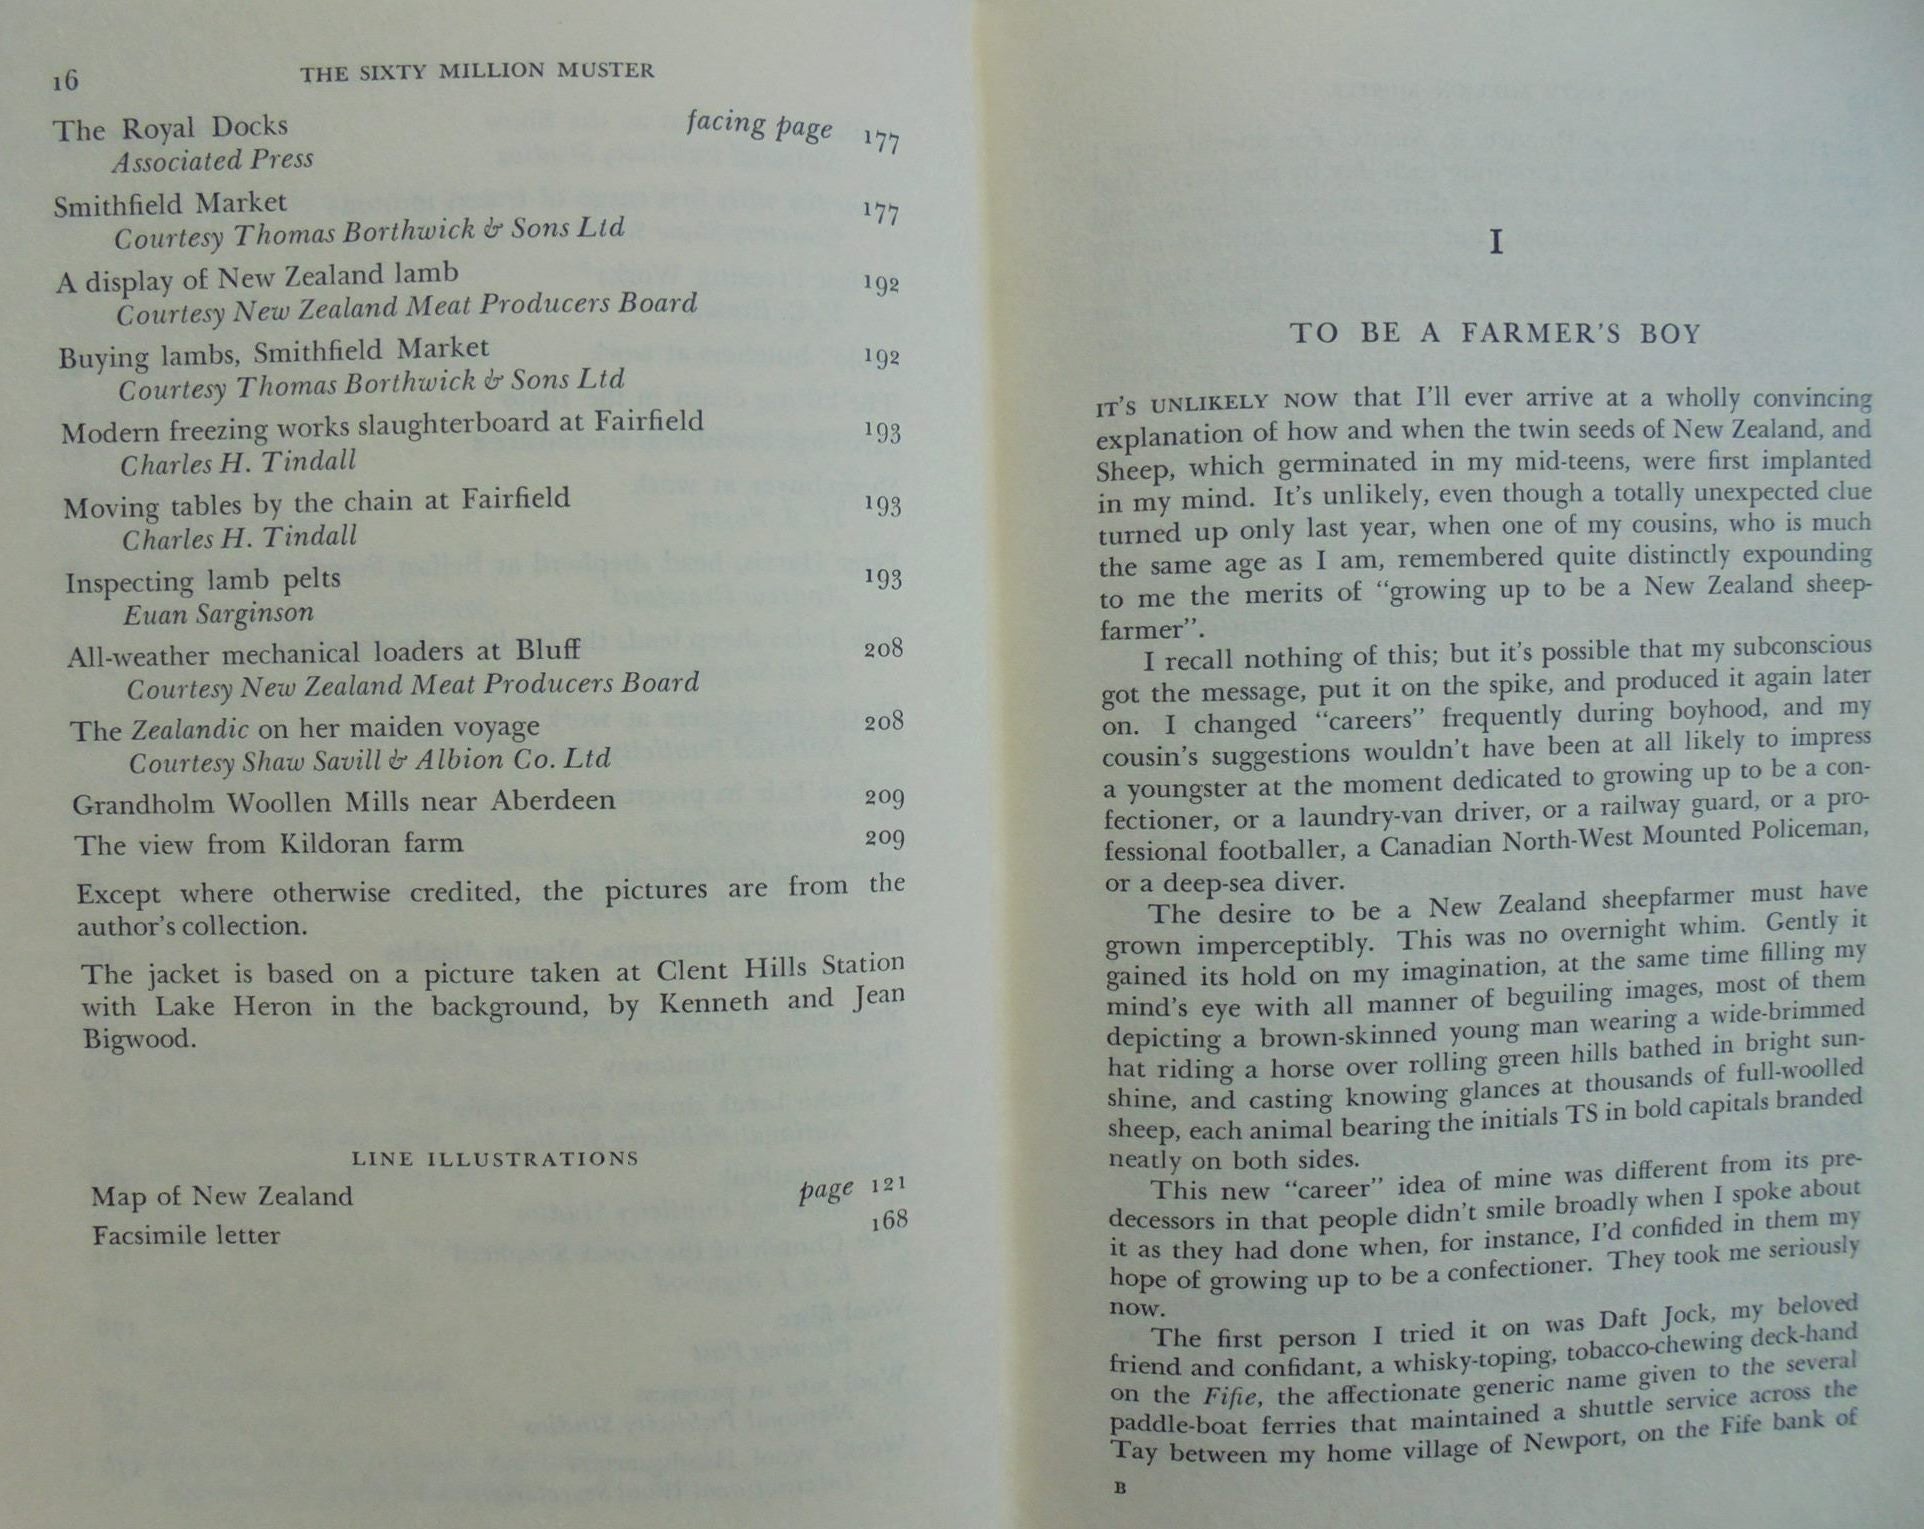 16 THE SIXTY MILLION MUSTER
The Royal Docks facing page 177
Associated Press
Smithfield Market 177
Courtesy Thomas Borthwick & Sons Ltd
A display of New Zealand lamb 192
Courtesy New Zealand Meat Producers Board
Buying lambs, Smithfield Market 192
Courtesy Thomas Borthwick & Sons Ltd
Modern freezing works slaughterboard at Fairfield 193
Charles H. Tindall
Moving tables by the chain at Fairfield 193
Charles H. Tindall
Inspecting lamb pelts 193
Euan Sarginson
All-weather mechanical loaders at Bluff 208
Courtesy New Zealand Meat Producers Board
The Zealandic on her maiden voyage 208
Courtesy Shaw Savill & Albion Co. Ltd
Grandholm Woollen Mills near Aberdeen 209
The view from Kildoran farm 209
Except where otherwise credited, the pictures are from the
author's collection.
The jacket is based on a picture taken at Clent Hills Station
with Lake Heron in the background, by Kenneth and Jean
Bigwood.
LINE ILLUSTRATIONS
Map of New Zealand page 121
Facsimile letter 168
I
TO BE A FARMER'S BOY
IT'S UNLIKELY NOW that I'll ever arrive at a wholly convincing
explanation of how and when the twin seeds of New Zealand, and
Sheep, which germinated in my mid-teens, were first implanted
in my mind. It's unlikely, even though a totally unexpected clue
turned up only last year, when one of my cousins, who is much
the same age as I am, remembered quite distinctly expounding
to me the merits of "growing up to be a New Zealand sheep-
farmer".
I recall nothing of this; but it's possible that my subconscious
got the message, put it on the spike, and produced it again later
on. I changed "careers" frequently during boyhood, and my
cousin's suggestions wouldn't have been at all likely to impress
a youngster at the moment dedicated to growing up to be a con-
fectioner, or a laundry-van driver, or a railway guard, or a pro-
fessional footballer, a Canadian North-West Mounted Policeman,
or a deep-sea diver.
The desire to be a New Zealand sheepfarmer must have
grown imperceptibly. This was no overnight whim. Gently it
gained its hold on my imagination, at the same time filling my
mind's eye with all manner of beguiling images, most of them
depicting a brown-skinned young man wearing a wide-brimmed
hat riding a horse over rolling green hills bathed in bright sun-
shine, and casting knowing glances at thousands of full-woolled
sheep, each animal bearing the initials TS in bold capitals branded
neatly on both sides.
This new "career" idea of mine was different from its pre-
decessors in that people didn't smile broadly when I spoke about
it as they had done when, for instance, I'd confided in them my
hope of growing up to be a confectioner. They took me seriously
now.
The first person I tried it on was Daft Jock, my beloved
friend and confidant, a whisky-toping, tobacco-chewing deck-hand
on the Fifie, the affectionate generic name given to the several
paddle-boat ferries that maintained a shuttle service across the
Tay between my home village of Newport, on the Fife bank of
B